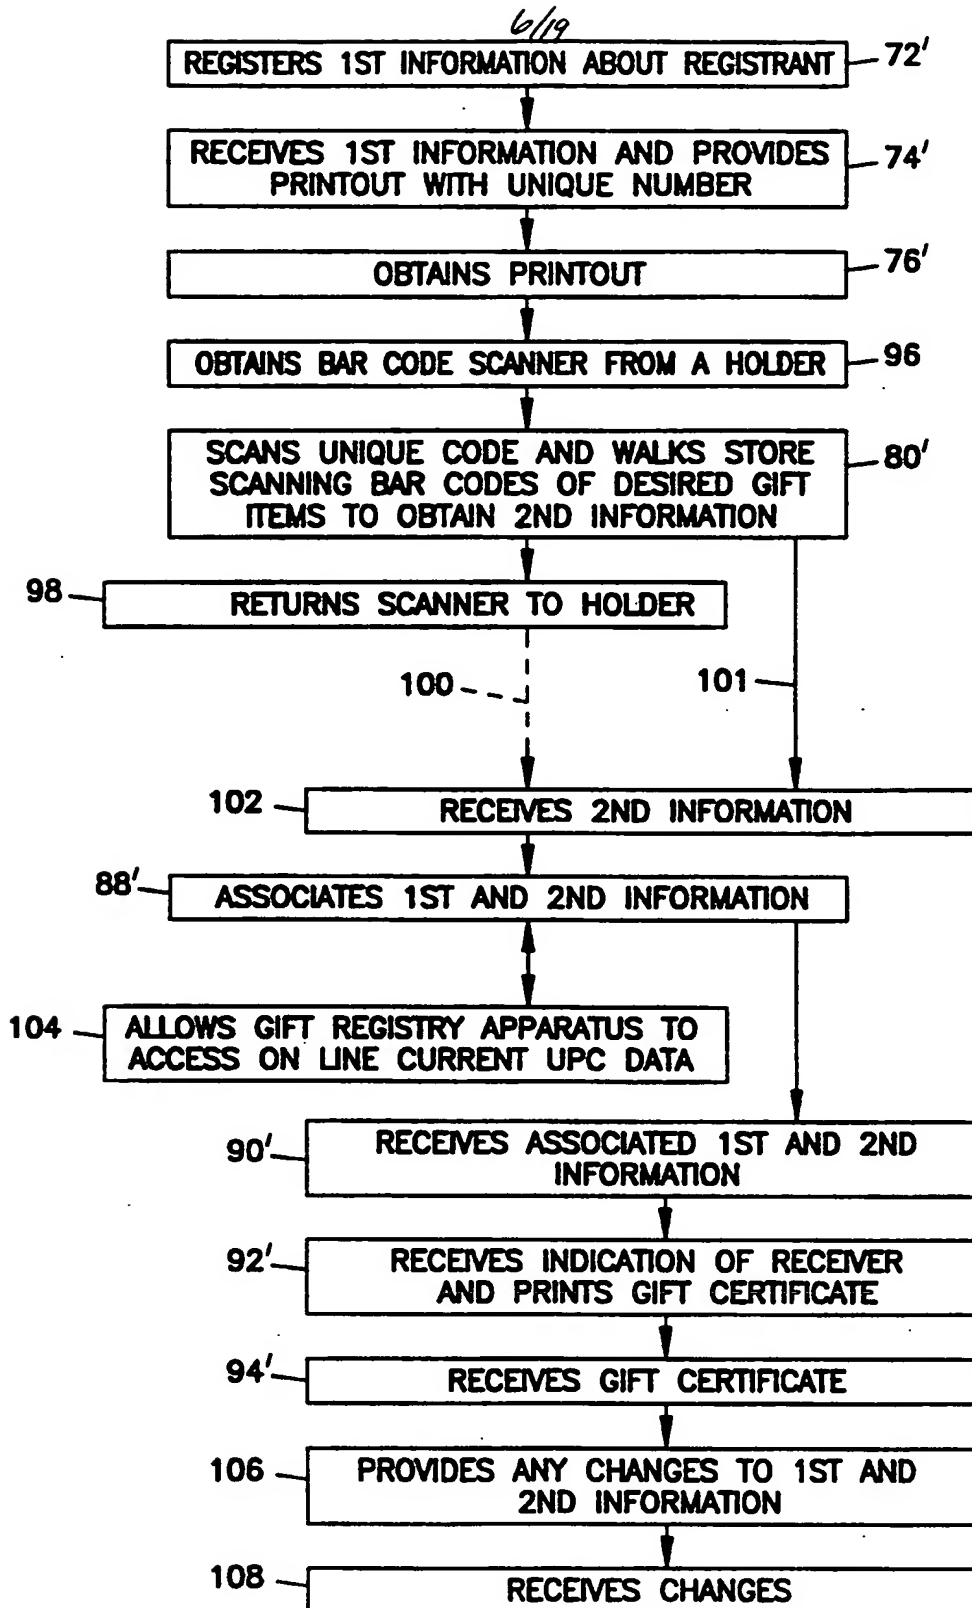 6/19
REGISTERS 1ST INFORMATION ABOUT REGISTRANT
72'
RECEIVES 1ST INFORMATION AND PROVIDES
PRINTOUT WITH UNIQUE NUMBER
74'
OBTAINS PRINTOUT
76'
OBTAINS BAR CODE SCANNER FROM A HOLDER
96
SCANS UNIQUE CODE AND WALKS STORE
SCANNING BAR CODES OF DESIRED GIFT
ITEMS TO OBTAIN 2ND INFORMATION
80'
98
RETURNS SCANNER TO HOLDER
100
101
102
RECEIVES 2ND INFORMATION
88'
ASSOCIATES 1ST AND 2ND INFORMATION
104
ALLOWS GIFT REGISTRY APPARATUS TO
ACCESS ON LINE CURRENT UPC DATA
90'
RECEIVES ASSOCIATED 1ST AND 2ND
INFORMATION
92'
RECEIVES INDICATION OF RECEIVER
AND PRINTS GIFT CERTIFICATE
94'
RECEIVES GIFT CERTIFICATE
106
PROVIDES ANY CHANGES TO 1ST AND
2ND INFORMATION
108
RECEIVES CHANGES